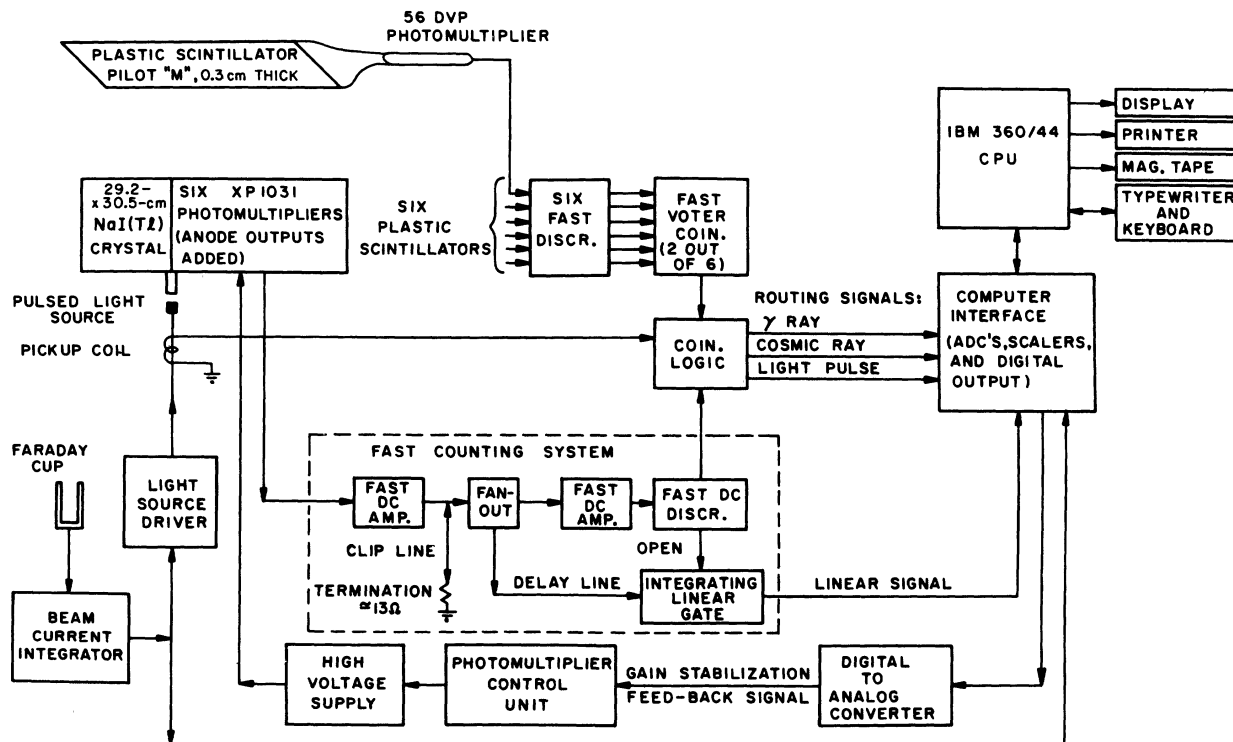 56 DVP
PHOTOMULTIPLIER
PLASTIC SCINTILLATOR
PILOT "M", 0.3 cm THICK
29.2-
x 30.5-cm
NaI(Tℓ)
CRYSTAL
SIX XP1031
PHOTOMULTIPLIERS
(ANODE OUTPUTS
ADDED)
SIX
PLASTIC
SCINTILLATORS
SIX
FAST
DISCR.
FAST
VOTER
COIN.
(2 OUT
OF 6)
IBM 360/44
CPU
DISPLAY
PRINTER
MAG. TAPE
TYPEWRITER
AND
KEYBOARD
PULSED LIGHT
SOURCE
PICKUP COIL
COIN.
LOGIC
ROUTING SIGNALS:
γ RAY
COSMIC RAY
LIGHT PULSE
COMPUTER
INTERFACE
(ADC'S, SCALERS,
AND DIGITAL
OUTPUT)
FARADAY
CUP
LIGHT
SOURCE
DRIVER
FAST COUNTING SYSTEM
FAST
DC
AMP.
FAN-
OUT
FAST
DC
AMP.
FAST DC
DISCR.
CLIP LINE
OPEN
TERMINATION
≃13Ω
DELAY LINE
INTEGRATING
LINEAR
GATE
LINEAR SIGNAL
BEAM
CURRENT
INTEGRATOR
HIGH
VOLTAGE
SUPPLY
PHOTOMULTIPLIER
CONTROL
UNIT
GAIN STABILIZATION
FEED-BACK SIGNAL
DIGITAL
TO
ANALOG
CONVERTER